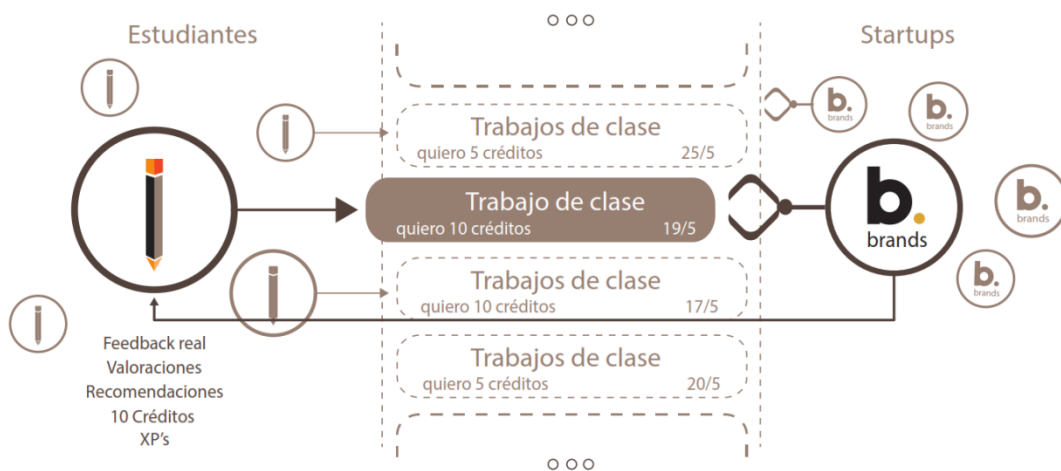 Estudiantes
Startups
Trabajos de clase
quiero 5 créditos 25/5
Trabajo de clase
quiero 10 créditos 19/5
Trabajos de clase
quiero 10 créditos 17/5
Trabajos de clase
quiero 5 créditos 20/5
b.
brands
b.
brands
b.
brands
b.
brands
b.
brands
Feedback real
Valoraciones
Recomendaciones
10 Créditos
XP's